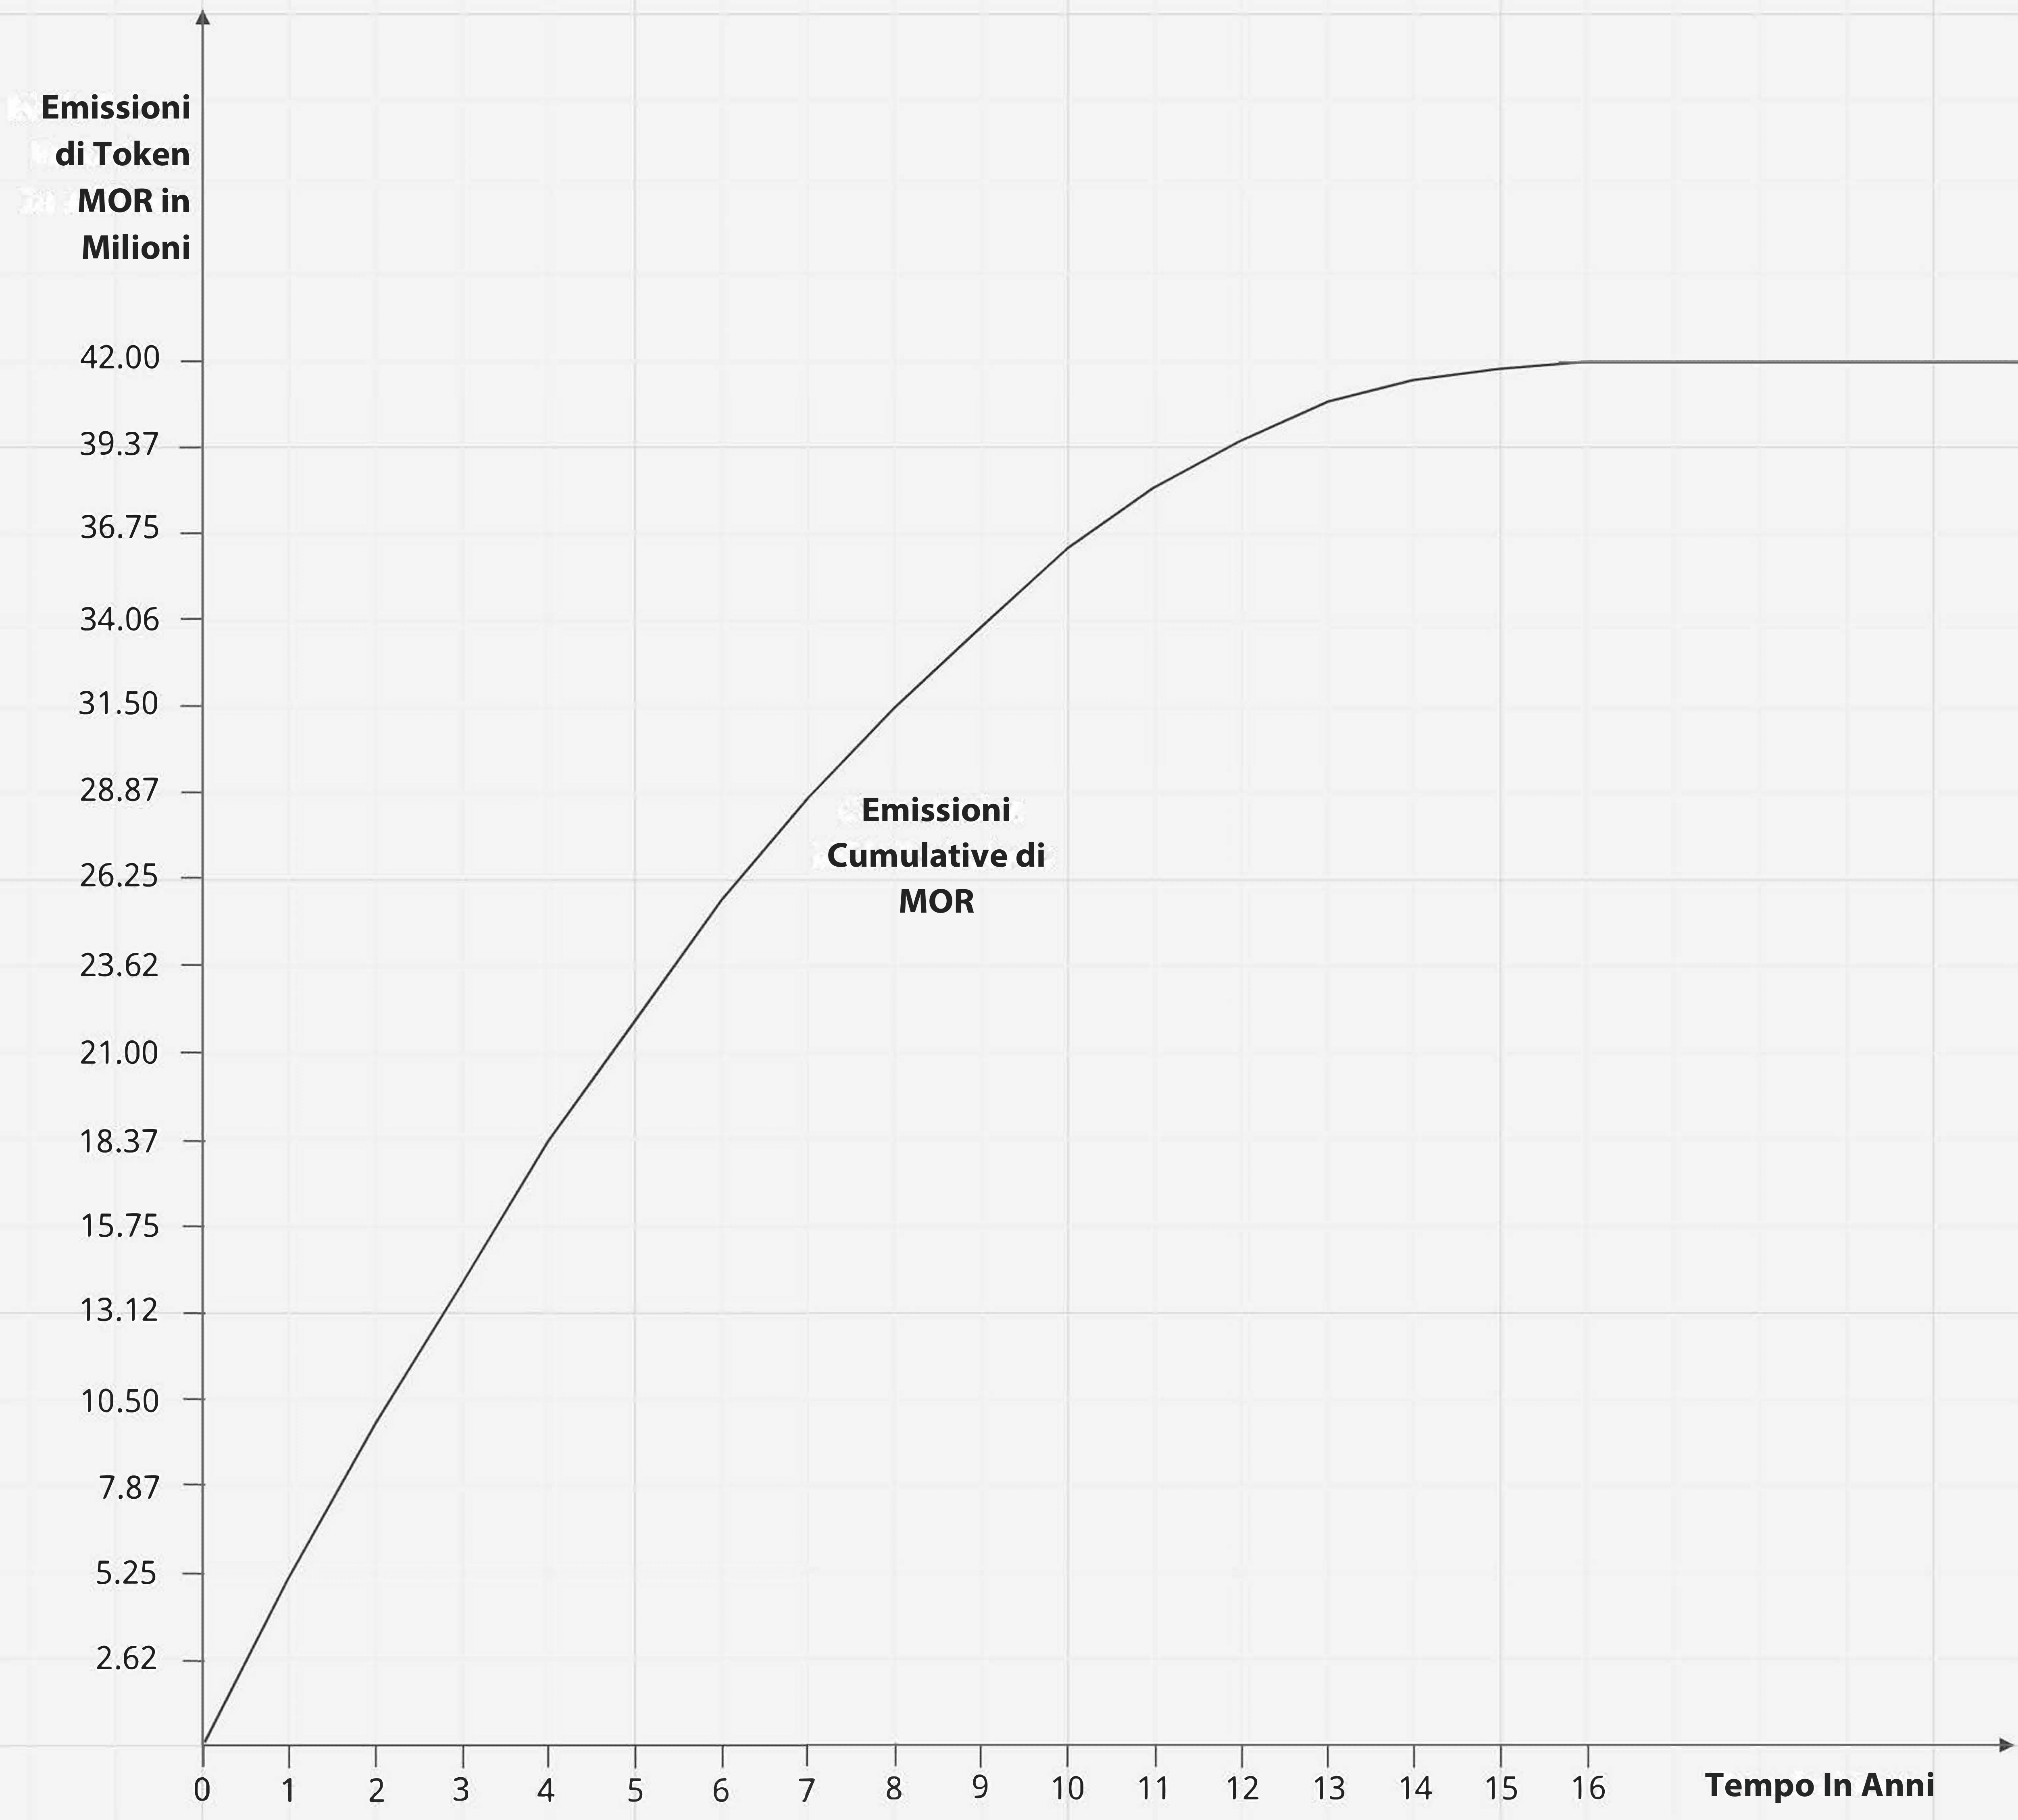 Emissioni
di Token
MOR in
Milioni
42.00
39.37
36.75
34.06
31.50
28.87
26.25
23.62
21.00
18.37
15.75
13.12
10.50
7.87
5.25
2.62
Emissioni
Cumulative di
MOR
0 1 2 3 4 5 6 7 8 9 10 11 12 13 14 15 16 Tempo In Anni